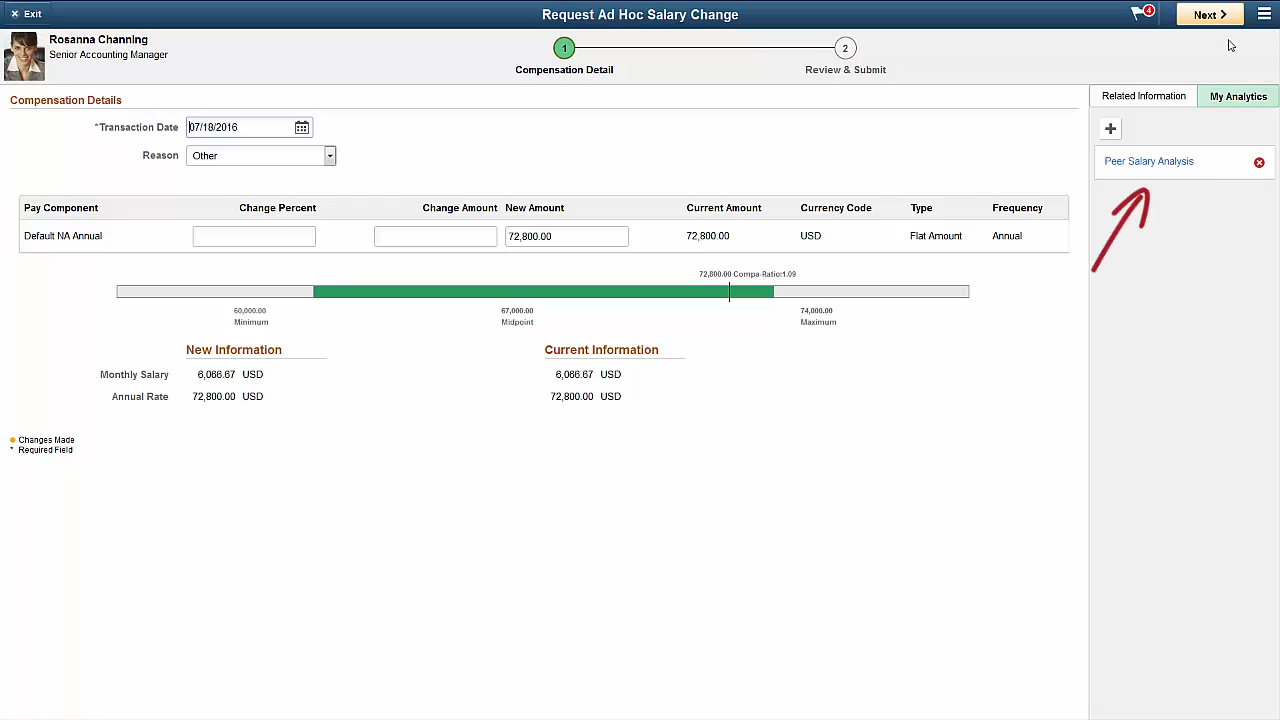 Exit
Request Ad Hoc Salary Change
4
Next
Rosanna Channing
Senior Accounting Manager
1
2
Compensation Detail
Review & Submit
Related Information
My Analytics
Compensation Details
*Transaction Date 07/18/2016
Reason Other
Peer Salary Analysis
Pay Component Change Percent Change Amount New Amount Current Amount Currency Code Type Frequency
Default NA Annual 72,800.00 72,800.00 USD Flat Amount Annual
72,800.00 Compa-Ratio:1.09
60,000.00 67,000.00 74,000.00
Minimum Midpoint Maximum
New Information Current Information
Monthly Salary 6,066.67 USD 6,066.67 USD
Annual Rate 72,800.00 USD 72,800.00 USD
Changes Made
* Required Field